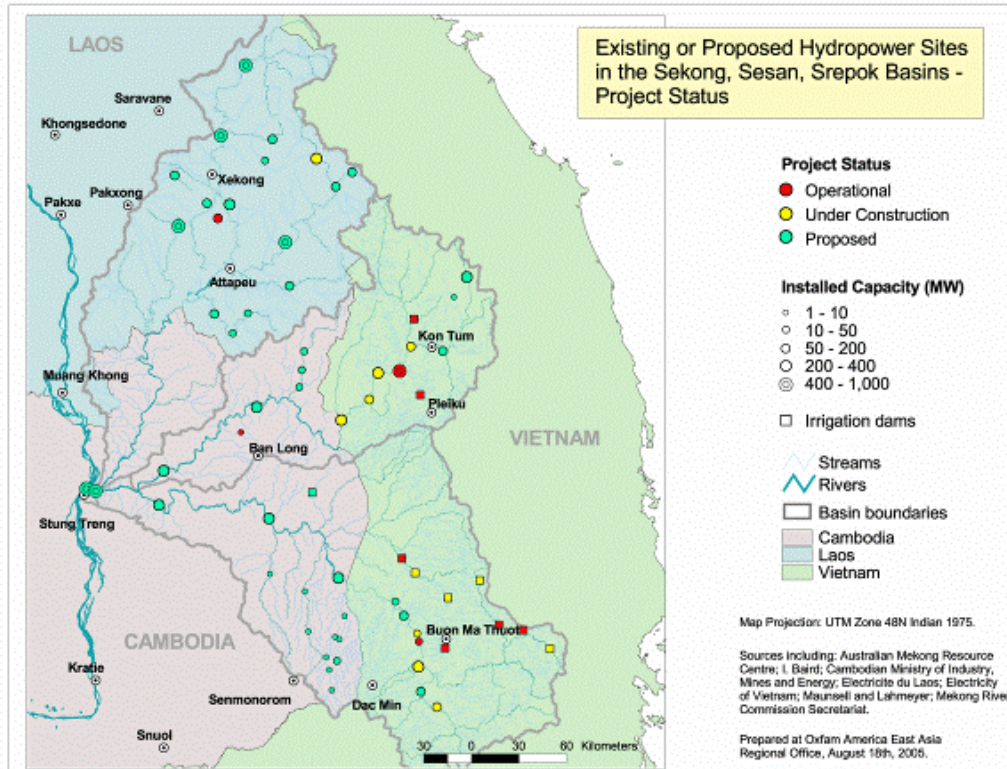 Existing or Proposed Hydropower Sites
in the Sekong, Sesan, Srepok Basins -
Project Status
LAOS
Saravane
Khongsedone
Xekong
Pakxong
Pakxe
Attapeu
Kon Tum
Muang Khong
Pleiku
VIETNAM
Ban Long
Stung Treng
CAMBODIA
Buon Ma Thuot
Kratie
Senmonorom
Dac Min
Snuol
30 0 30 60 Kilometers
Project Status
Operational
Under Construction
Proposed
Installed Capacity (MW)
1 - 10
10 - 50
50 - 200
200 - 400
400 - 1,000
Irrigation dams
Streams
Rivers
Basin boundaries
Cambodia
Laos
Vietnam
Map Projection: UTM Zone 48N Indian 1975.
Sources including: Australian Mekong Resource
Centre; I. Baird; Cambodian Ministry of Industry,
Mines and Energy; Electricite du Laos; Electricity
of Vietnam; Maunsell and Lahmeyer; Mekong River
Commission Secretariat.
Prepared at Oxfam America East Asia
Regional Office, August 18th, 2005.